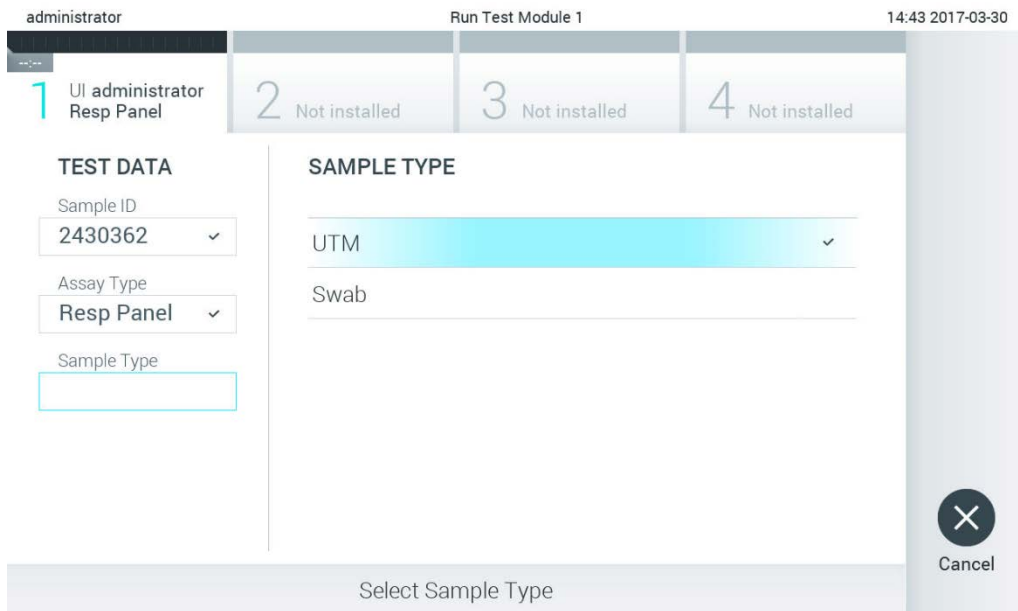 administrator
Run Test Module 1
14:43 2017-03-30
--:--
1
UI administrator
Resp Panel
2 Not installed
3 Not installed
4 Not installed
TEST DATA
Sample ID
2430362
Assay Type
Resp Panel
Sample Type
SAMPLE TYPE
UTM
Swab
Cancel
Select Sample Type